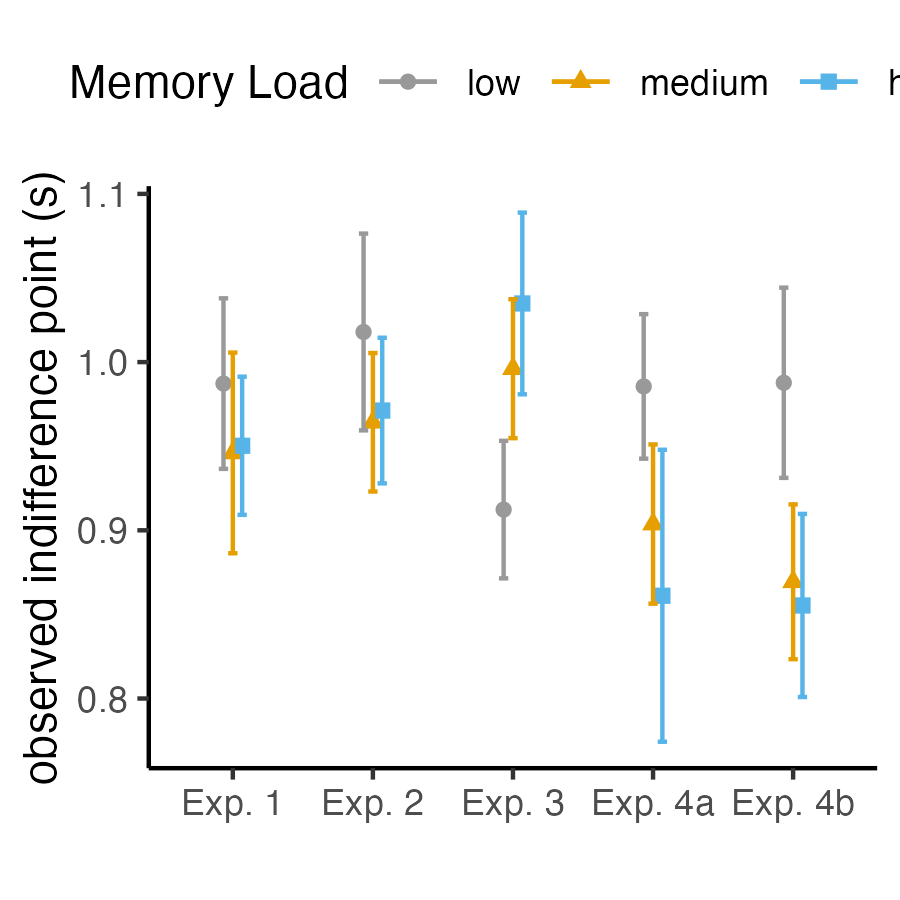 Memory Load low medium h
observed indifference point (s)
1.1
1.0
0.9
0.8
Exp. 1 Exp. 2 Exp. 3 Exp. 4a Exp. 4b